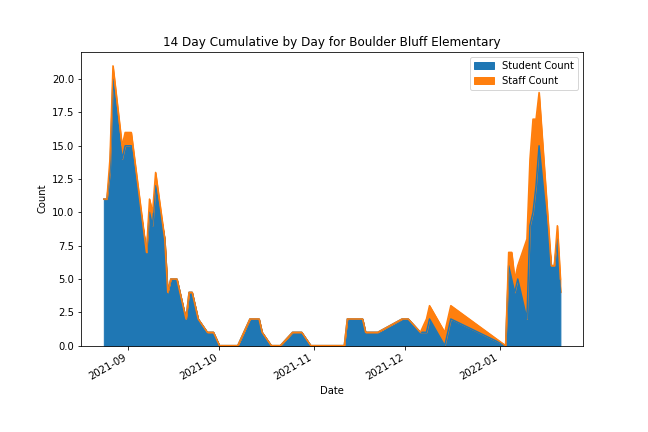 14 Day Cumulative by Day for Boulder Bluff Elementary
Student Count
Staff Count
20.0
17.5
15.0
12.5
10.0
7.5
5.0
2.5
0.0
Count
2021-09
2021-10
2021-11
2021-12
2022-01
Date